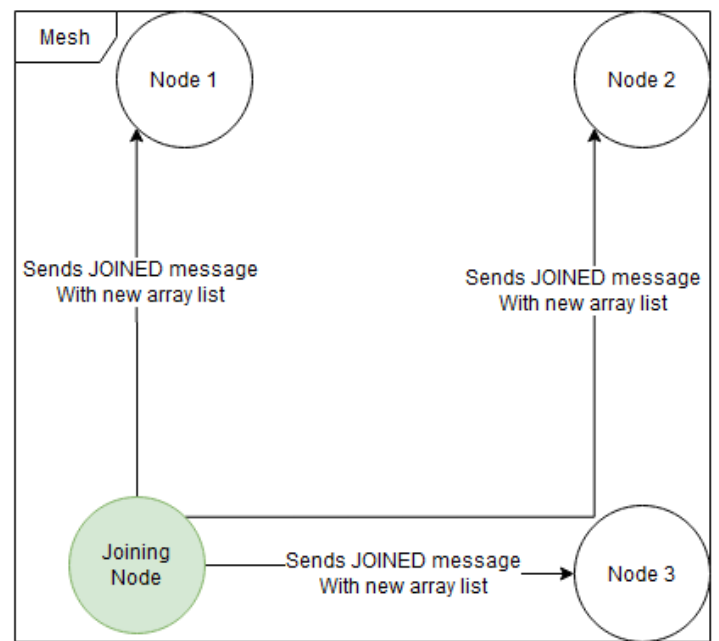 Mesh
Node 1
Node 2
Sends JOINED message
With new array list
Sends JOINED message
With new array list
Joining
Node
Sends JOINED message
With new array list
Node 3